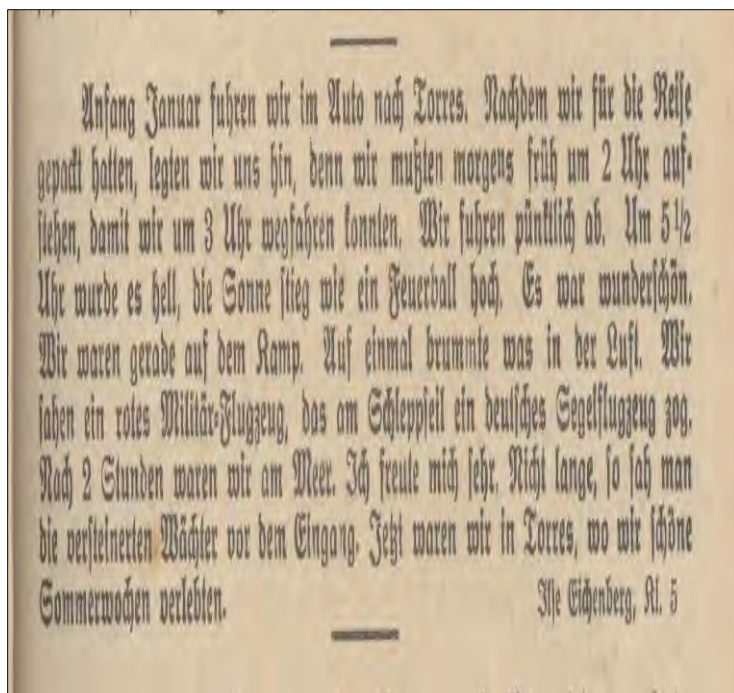 Anfang Januar fuhren wir im Auto nach Torres. Nachdem wir für die Reise
gepackt hatten, legten wir uns hin, denn wir mußten morgens früh um 2 Uhr auf-
stehen, damit wir um 3 Uhr wegfahren konnten. Wir fuhren pünktlich ab. Um 5½
Uhr wurde es hell, die Sonne stieg wie ein Feuerball hoch. Es war wunderschön.
Wir waren gerade auf dem Kamp. Auf einmal brummte was in der Luft. Wir
sahen ein rotes Militär-Flugzeug, das am Schleppseil ein deutsches Segelflugzeug zog.
Noch 2 Stunden waren wir am Meer. Ich freute mich sehr. Nicht lange, so sah man
die versteinerten Wächter vor dem Eingang. Jetzt waren wir in Torres, wo wir schöne
Sommerwochen verlebten. Ilse Eichenberg, Kl. 5